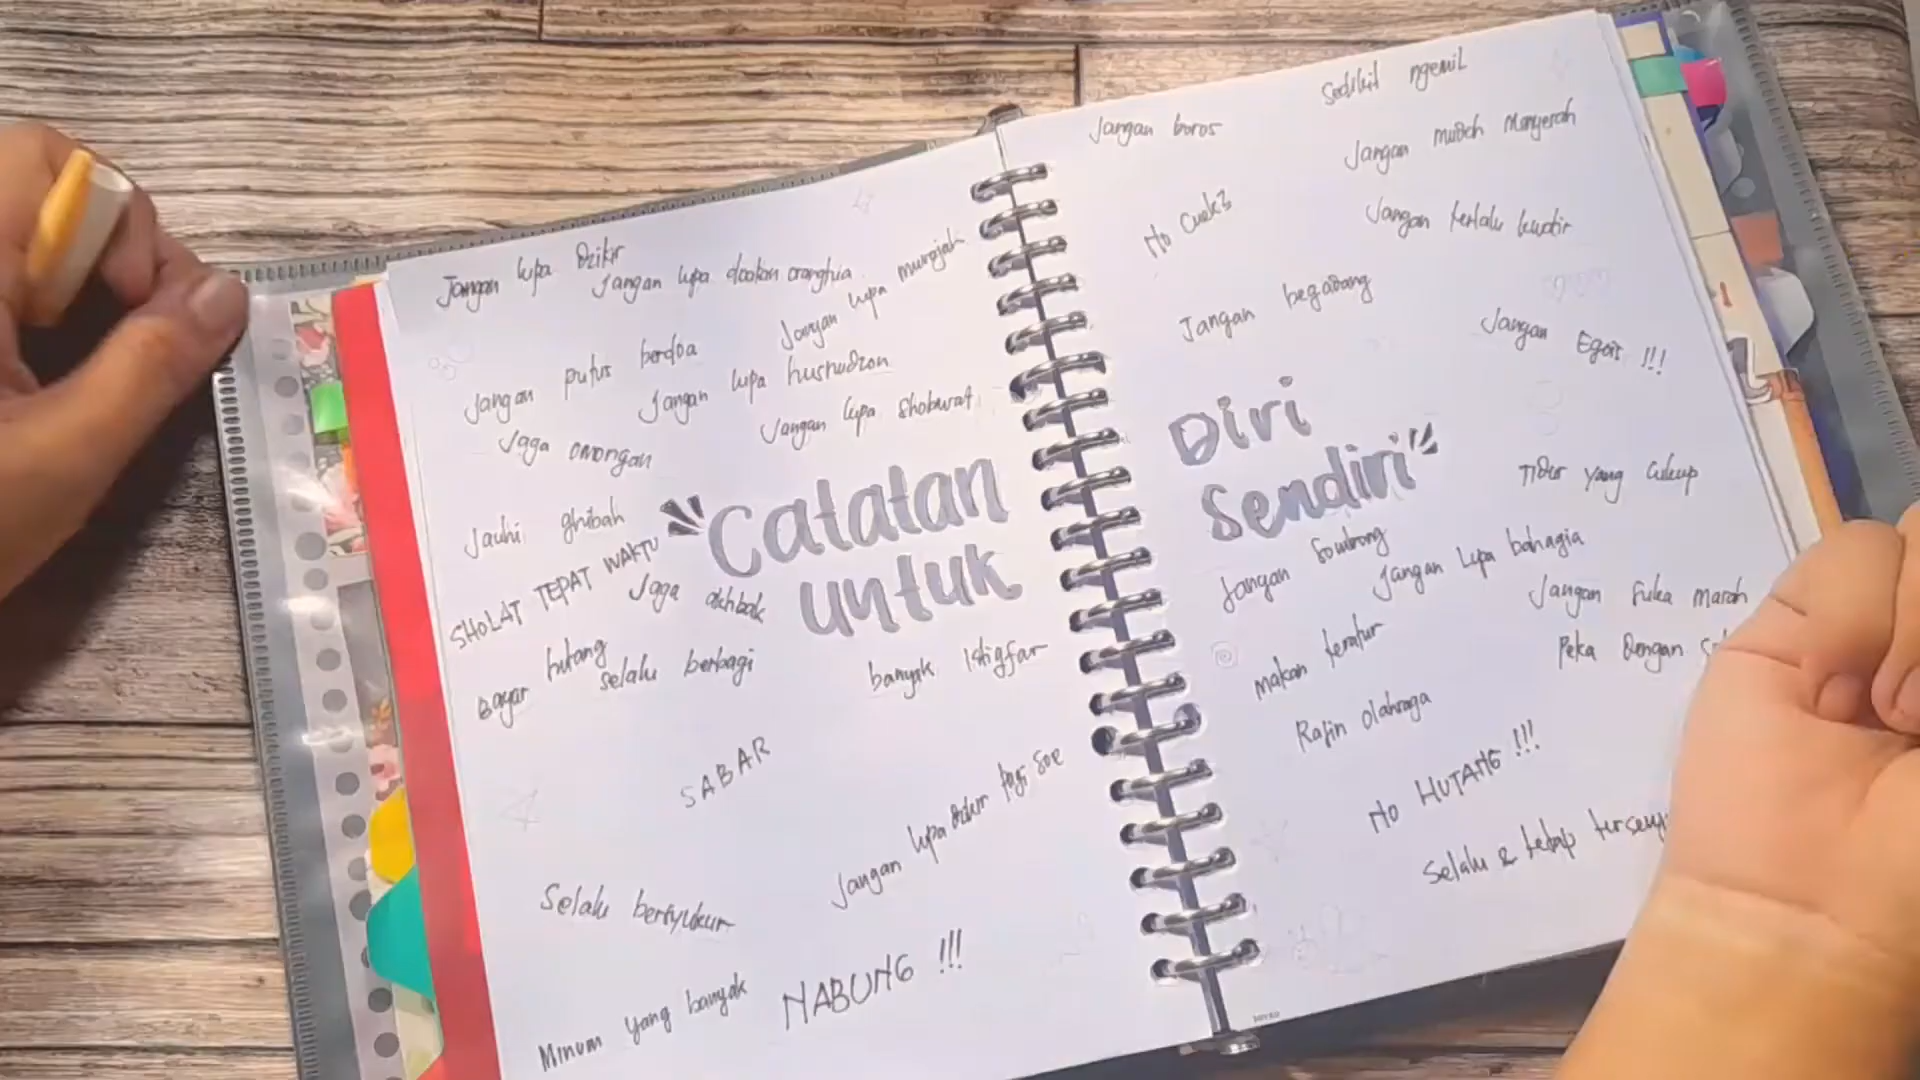 Jangan lupa Dzikir
Jangan lupa doakan orangtua
Jangan lupa murojah
Jangan putus berdoa
Jangan lupa husnudzon
Jangan lupa Sholawat
Jaga omongan
Jauhi ghibah
SHOLAT TEPAT WAKTU
Jaga akhlak
"Catatan
untuk
Bayar hutang
selalu berbagi
banyak Istigfar
SABAR
Jangan lupa
Selalu bersyukur
NABUNG !!!
Minum yang banyak
Jangan boros
Sedikit ngemil
Jangan mudah Menyerah
No Cuek2
Jangan terlalu kuatir
Jangan begadang
Jangan Egois !!!
Diri
Sendiri"
Tidur yang Cukup
Jangan Sombong
Jangan Lupa bahagia
Jangan Suka marah
Makan teratur
Peka Dengan
Rajin olahraga
NO HUTANG !!!
Selalu & tetap